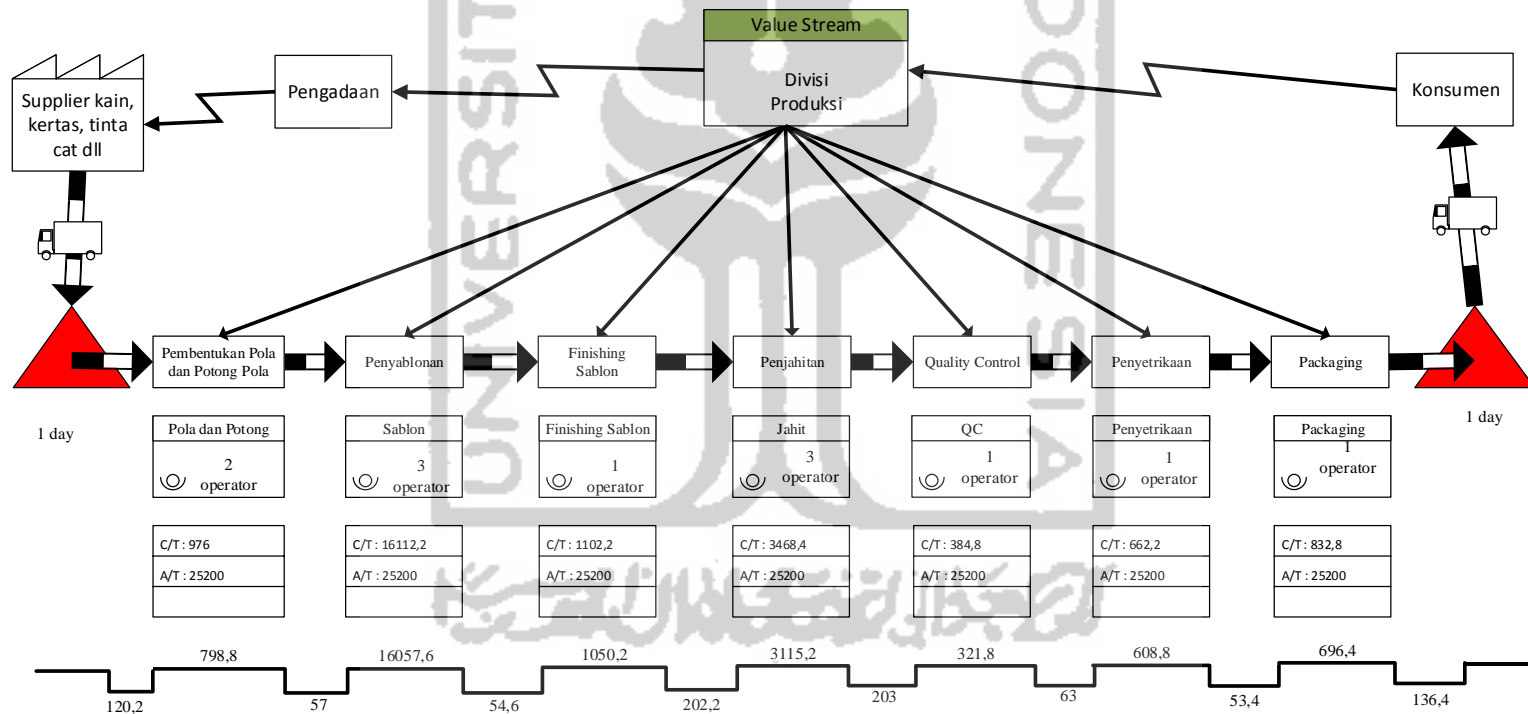 Value Stream
Divisi
Produksi
Supplier kain,
kertas, tinta
cat dll
Pengadaan
Konsumen
Pembentukan Pola
dan Potong Pola
Penyablonan
Finishing
Sablon
Penjahitan
Quality Control
Penyetrikaan
Packaging
1 day
1 day
Pola dan Potong
2
operator
Sablon
3
operator
Finishing Sablon
1
operator
Jahit
3
operator
QC
1
operator
Penyetrikaan
1
operator
Packaging
1
operator
C/T : 976
A/T : 25200
C/T : 16112,2
A/T : 25200
C/T : 1102,2
A/T : 25200
C/T : 3468,4
A/T : 25200
C/T : 384,8
A/T : 25200
C/T : 662,2
A/T : 25200
C/T : 832,8
A/T : 25200
798,8
16057,6
1050,2
3115,2
321,8
608,8
696,4
120,2
57
54,6
202,2
203
63
53,4
136,4
UNIVERSIT
NDONESIA